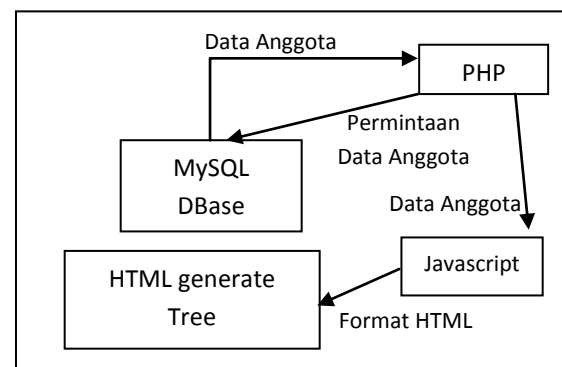 Data Anggota
PHP
Permintaan
Data Anggota
MySQL
DBase
Data Anggota
Javascript
HTML generate
Tree
Format HTML